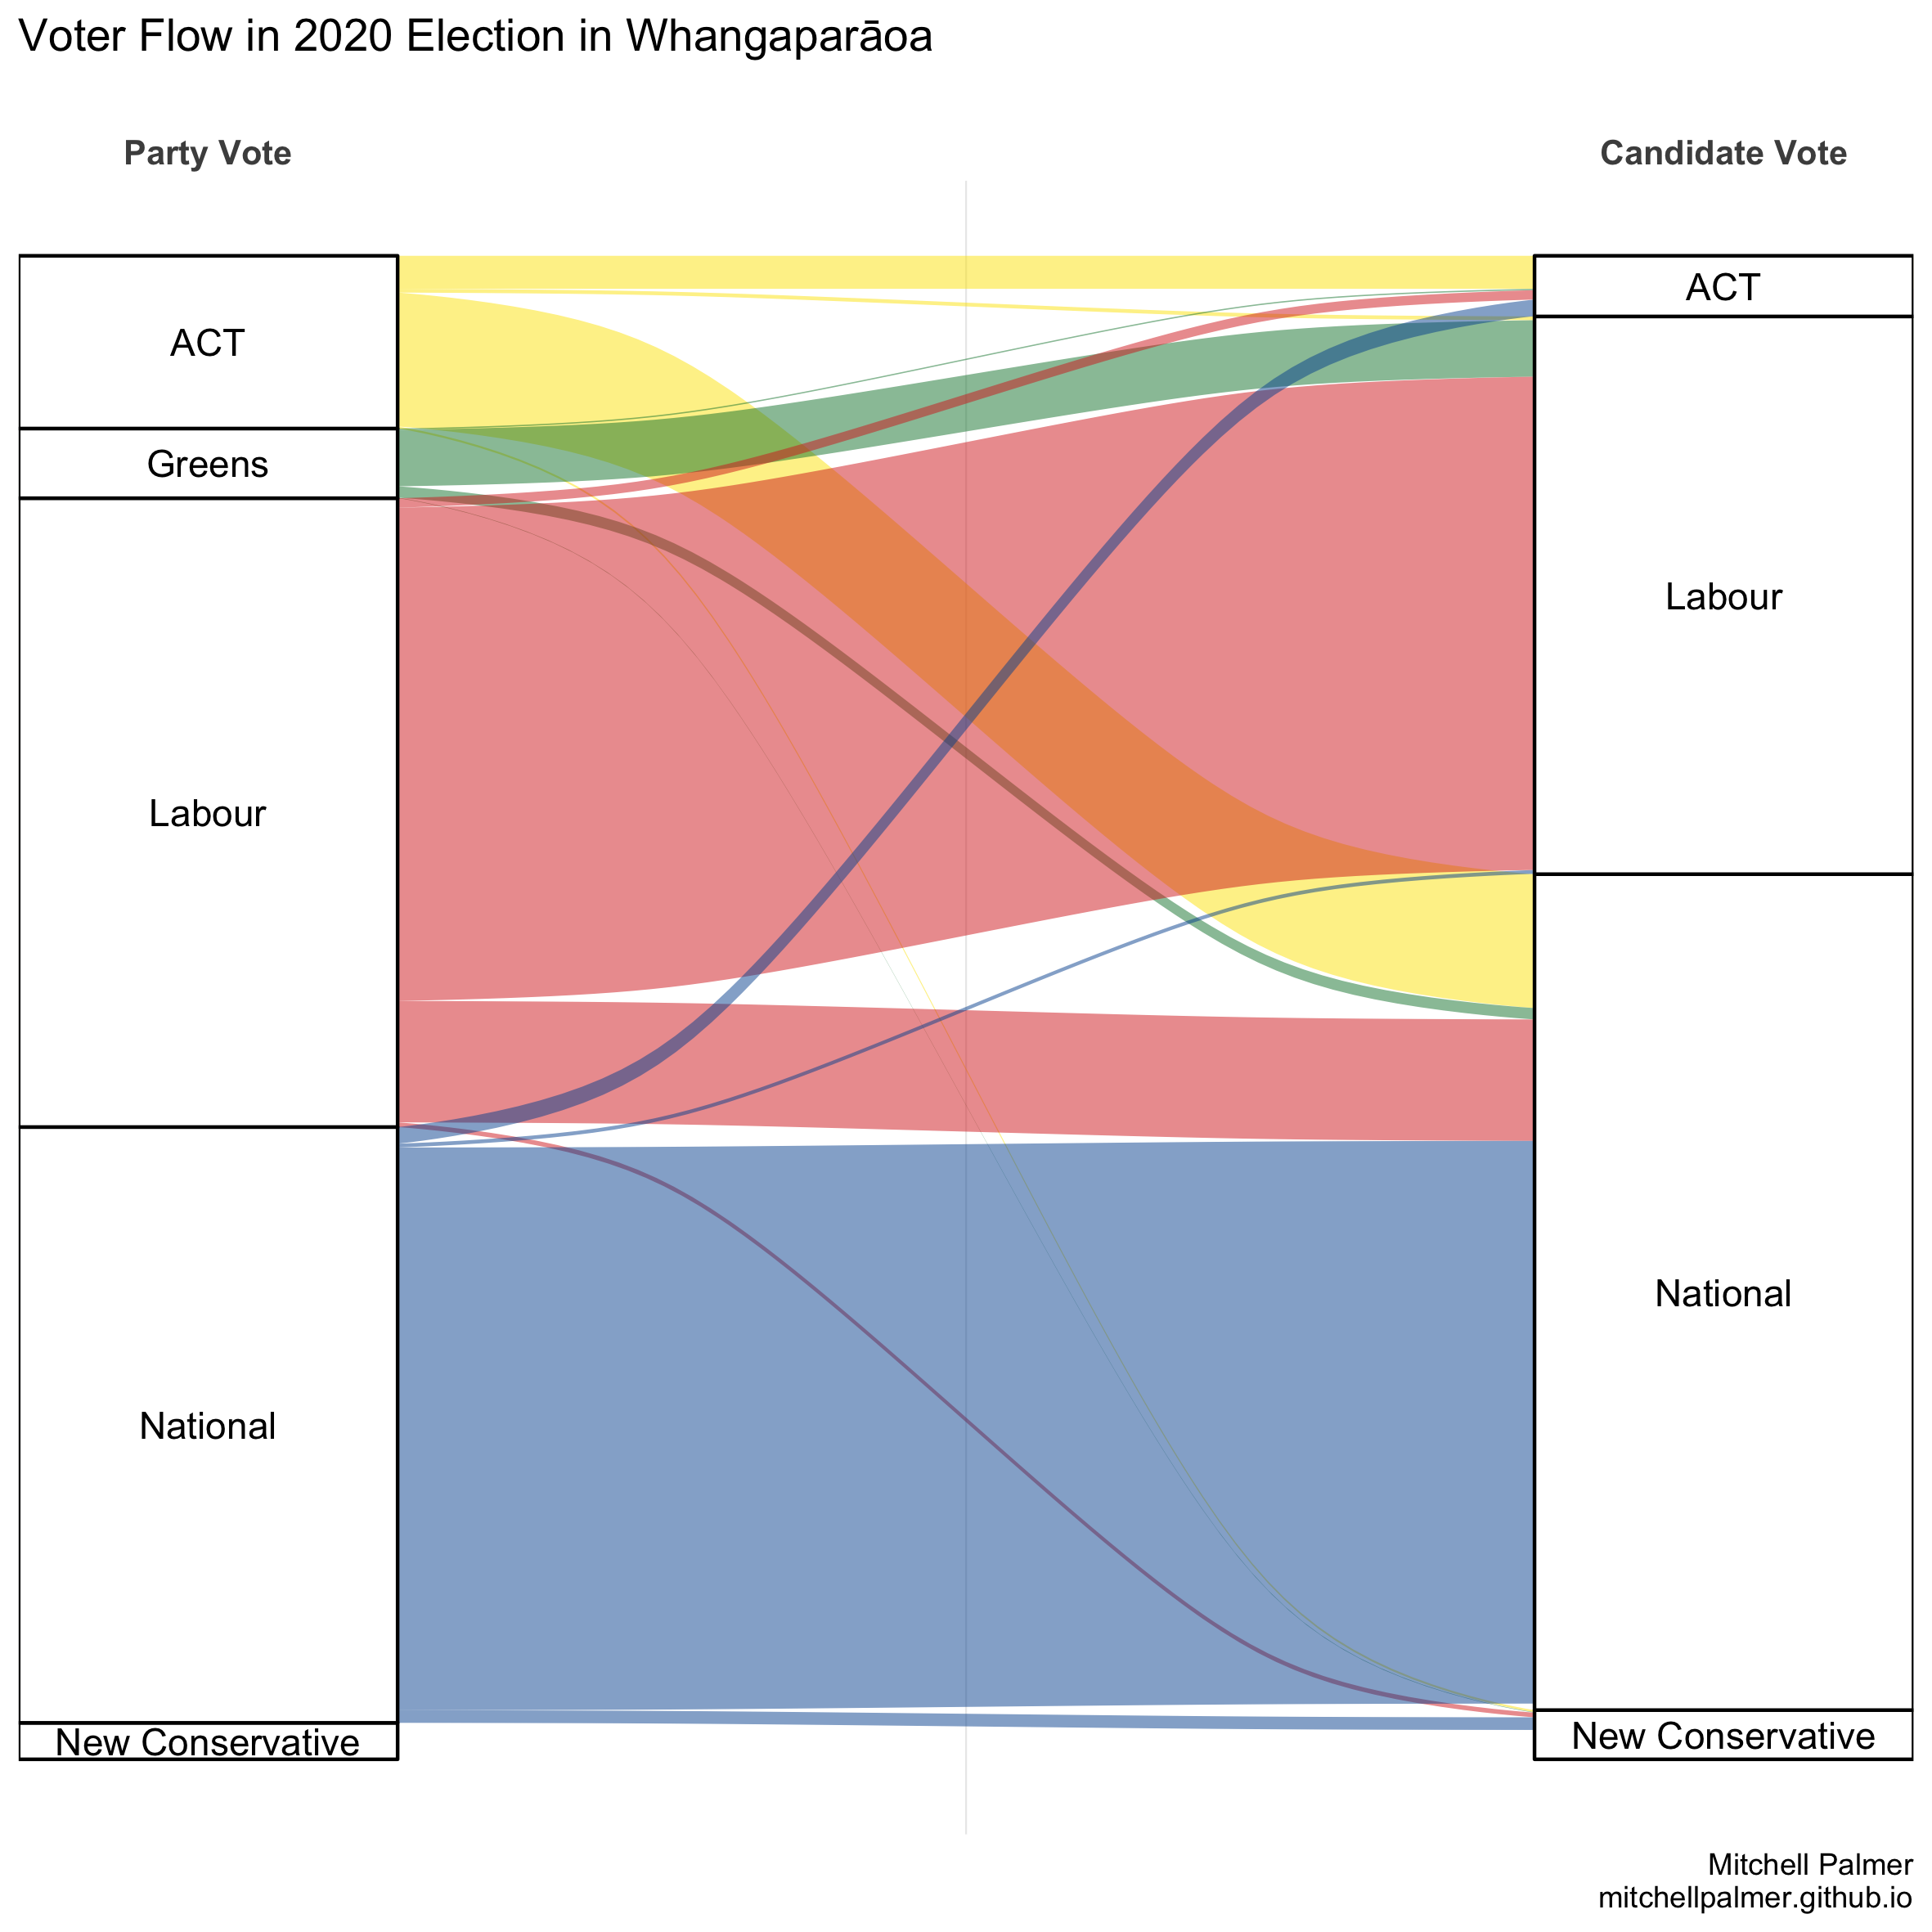 Voter Flow in 2020 Election in Whangaparāoa
Party Vote
Candidate Vote
ACT
Greens
Labour
National
New Conservative
ACT
Labour
National
New Conservative
Mitchell Palmer
mitchellpalmer.github.io